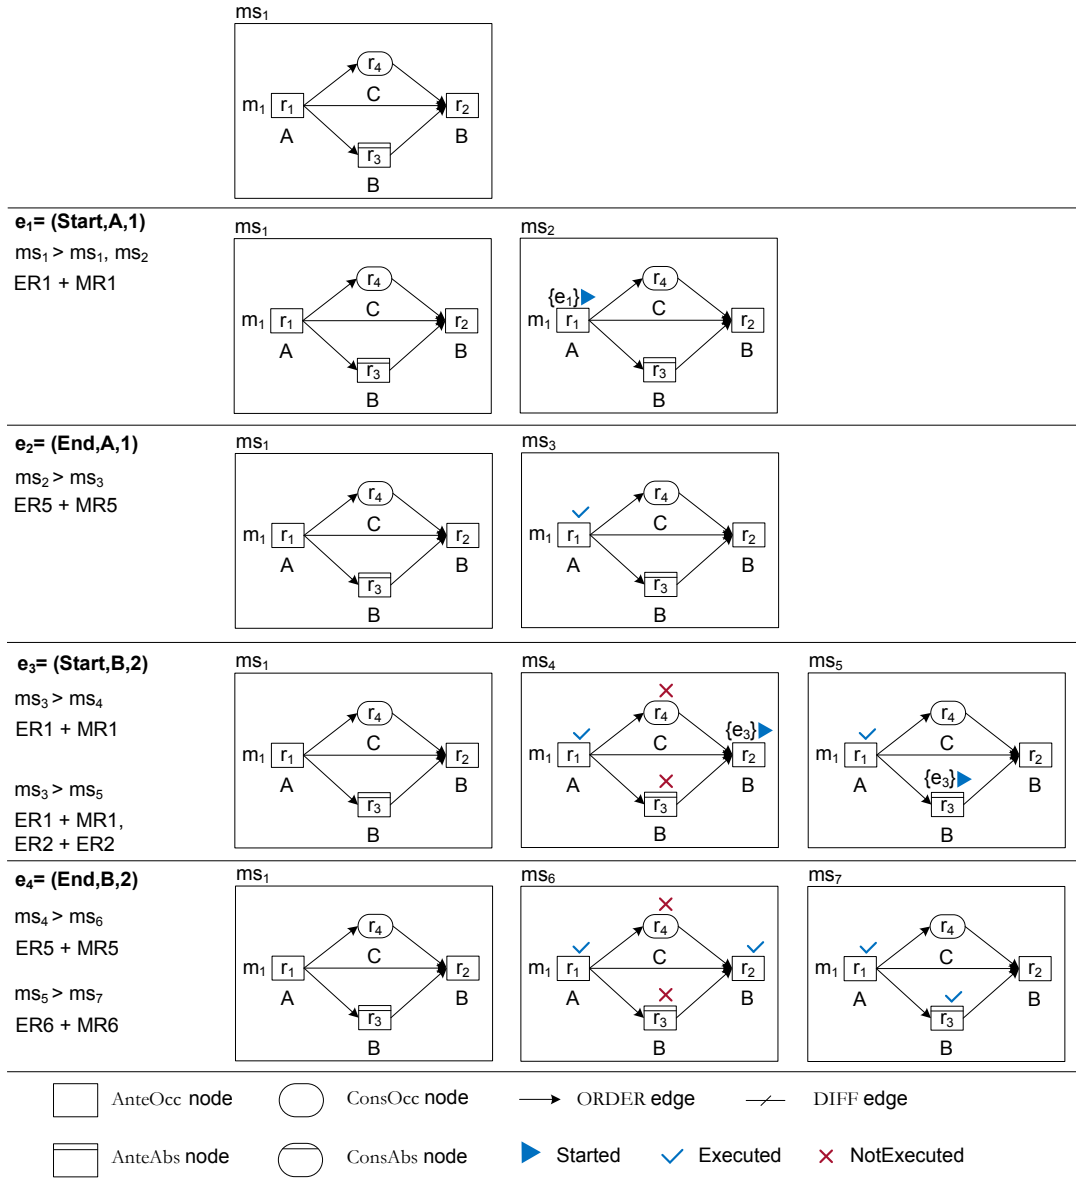 ms₁
r₄
m₁ r₁ C r₂
A B
r₃
B
e₁= (Start,A,1)
ms₁ > ms₁, ms₂
ER1 + MR1
ms₁
r₄
m₁ r₁ C r₂
A B
r₃
B
ms₂
r₄
{e₁}
m₁ r₁ C r₂
A B
r₃
B
e₂= (End,A,1)
ms₂ > ms₃
ER5 + MR5
ms₁
r₄
m₁ r₁ C r₂
A B
r₃
B
ms₃
r₄
m₁ r₁ C r₂
A B
r₃
B
e₃= (Start,B,2)
ms₃ > ms₄
ER1 + MR1
ms₃ > ms₅
ER1 + MR1,
ER2 + ER2
ms₁
r₄
m₁ r₁ C r₂
A B
r₃
B
ms₄
r₄
{e₃}
m₁ r₁ C r₂
A B
r₃
B
ms₅
r₄
m₁ r₁ C r₂
A {e₃} B
r₃
B
e₄= (End,B,2)
ms₄ > ms₆
ER5 + MR5
ms₅ > ms₇
ER6 + MR6
ms₁
r₄
m₁ r₁ C r₂
A B
r₃
B
ms₆
r₄
m₁ r₁ C r₂
A B
r₃
B
ms₇
r₄
m₁ r₁ C r₂
A B
r₃
B
AnteOcc node ConsOcc node ORDER edge DIFF edge
AnteAbs node ConsAbs node Started Executed NotExecuted